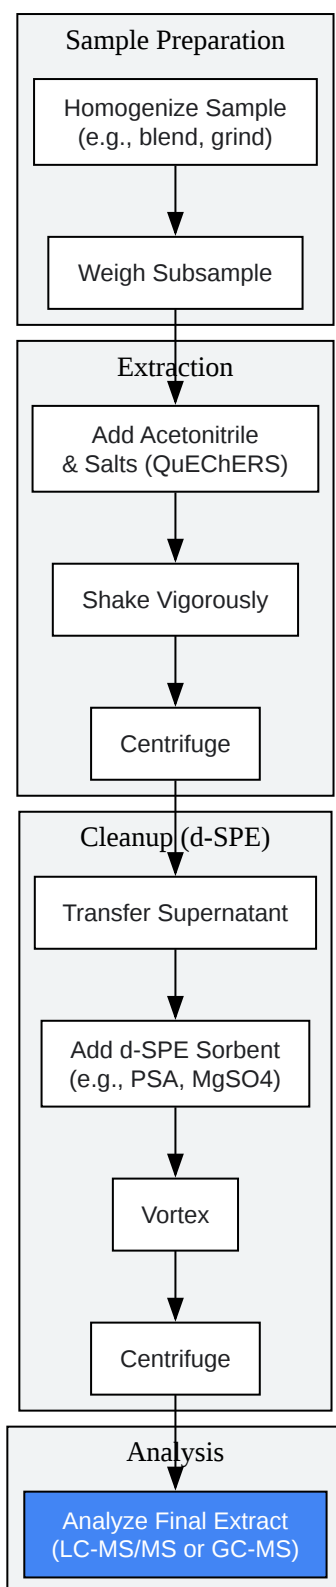 Sample Preparation
Homogenize Sample
(e.g., blend, grind)
Weigh Subsample
Extraction
Add Acetonitrile
& Salts (QuEChERS)
Shake Vigorously
Centrifuge
Cleanup (d-SPE)
Transfer Supernatant
Add d-SPE Sorbent
(e.g., PSA, MgSO4)
Vortex
Centrifuge
Analysis
Analyze Final Extract
(LC-MS/MS or GC-MS)